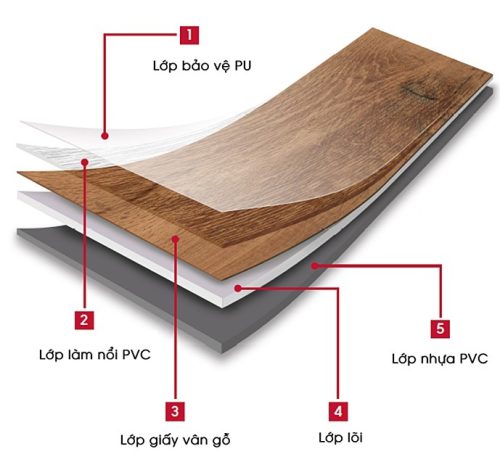 1
Lớp bảo vệ PU
2
Lớp làm nổi PVC
3
Lớp giấy vân gỗ
4
Lớp lõi
5
Lớp nhựa PVC